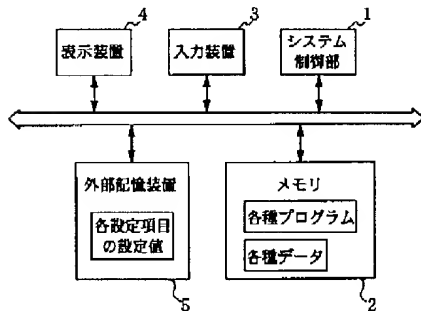 4
3
1
表示装置
入力装置
システム
制御部
外部記憶装置
各設定項目
の設定値
メモリ
各種プログラム
各種データ
5
2